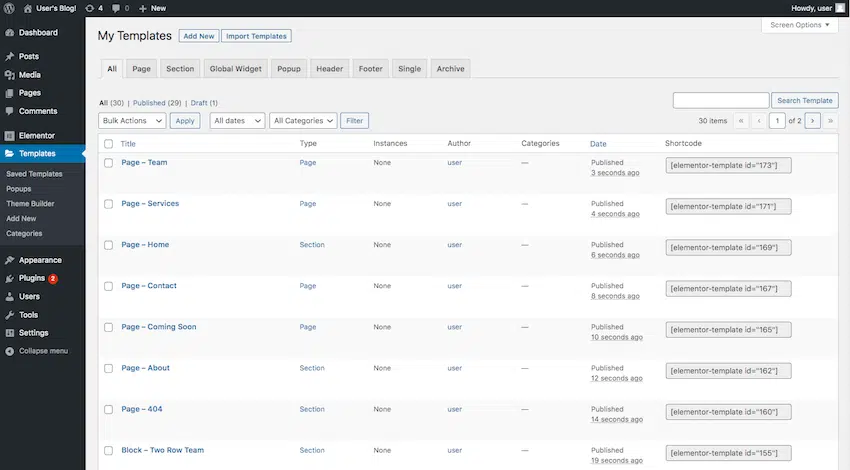 User's Blog! 4 0 New Howdy, user
Screen Options
Dashboard
Posts
Media
Pages
Comments
Elementor
Templates
Saved Templates
Popups
Theme Builder
Add New
Categories
Appearance
Plugins 2
Users
Tools
Settings
Collapse menu
My Templates Add New Import Templates
All Page Section Global Widget Popup Header Footer Single Archive
All (30) | Published (29) | Draft (1)
Search Template
Bulk Actions Apply All dates All Categories Filter 30 items « ‹ 1 of 2 › »
Title Type Instances Author Categories Date Shortcode
Page – Team Page None user — Published [elementor-template id="173"]
3 seconds ago
Page – Services Page None user — Published [elementor-template id="171"]
4 seconds ago
Page – Home Section None user — Published [elementor-template id="169"]
6 seconds ago
Page – Contact Page None user — Published [elementor-template id="167"]
8 seconds ago
Page – Coming Soon Page None user — Published [elementor-template id="165"]
10 seconds ago
Page – About Section None user — Published [elementor-template id="162"]
12 seconds ago
Page – 404 Section None user — Published [elementor-template id="160"]
14 seconds ago
Block – Two Row Team Section None user — Published [elementor-template id="155"]
19 seconds ago